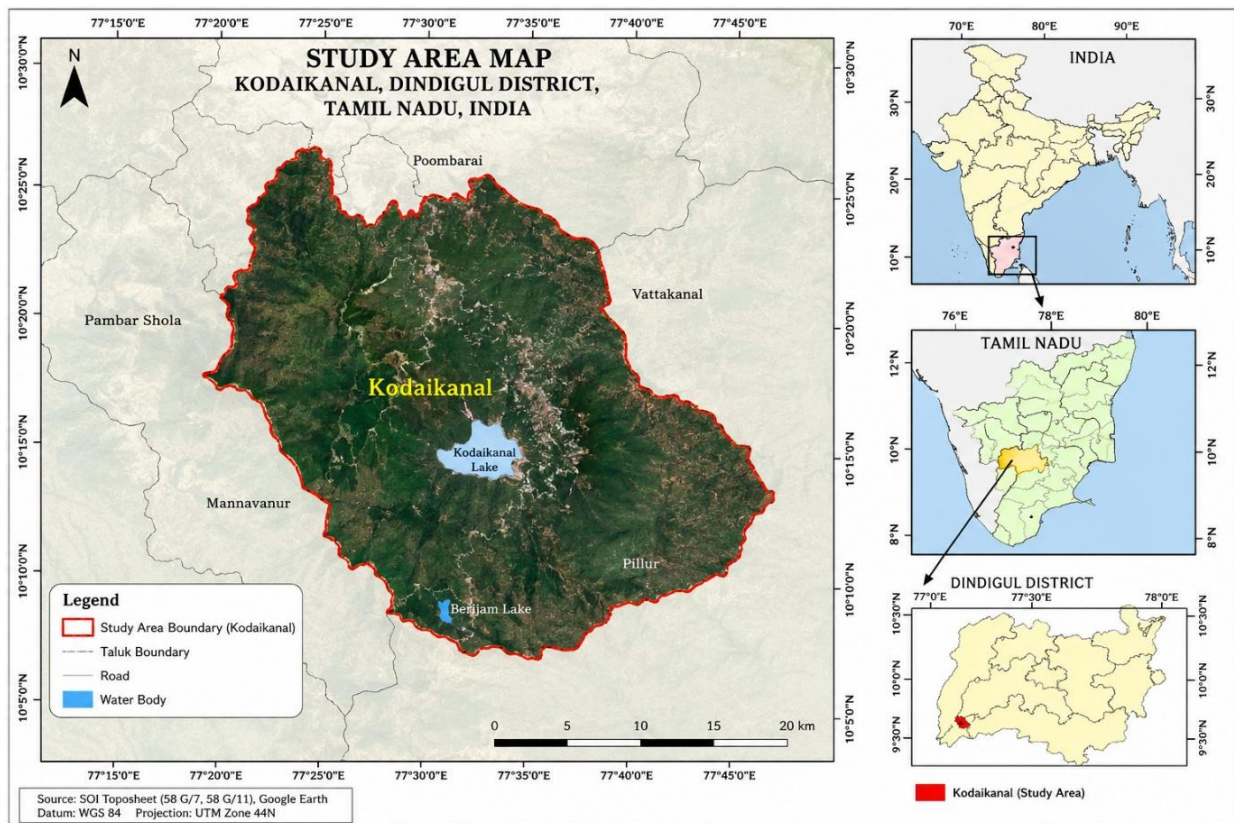 77°15'0"E 77°20'0"E 77°25'0"E 77°30'0"E 77°35'0"E 77°40'0"E 77°45'0"E
N
STUDY AREA MAP
KODAIKANAL, DINDIGUL DISTRICT,
TAMIL NADU, INDIA
10°30'0"N
10°25'0"N
10°20'0"N
10°15'0"N
10°10'0"N
10°5'0"N
10°30'0"N
10°25'0"N
10°20'0"N
10°15'0"N
10°10'0"N
10°5'0"N
Poombarai
Vattakanal
Pambar Shola
Kodaikanal
Kodaikanal
Lake
Mannavanur
Pillur
Berijam Lake
Legend
Study Area Boundary (Kodaikanal)
Taluk Boundary
Road
Water Body
0 5 10 15 20 km
77°15'0"E 77°20'0"E 77°25'0"E 77°30'0"E 77°35'0"E 77°40'0"E 77°45'0"E
Source: SOI Toposheet (58 G/7, 58 G/11), Google Earth
Datum: WGS 84 Projection: UTM Zone 44N
70°E 80°E 90°E
INDIA
30°N
20°N
10°N
30°N
20°N
10°N
76°E 78°E 80°E
TAMIL NADU
12°N
10°N
8°N
12°N
10°N
8°N
DINDIGUL DISTRICT
77°0'E 77°30'E 78°0'E
10°0'N
9°30'N
10°0'N
Kodaikanal (Study Area)